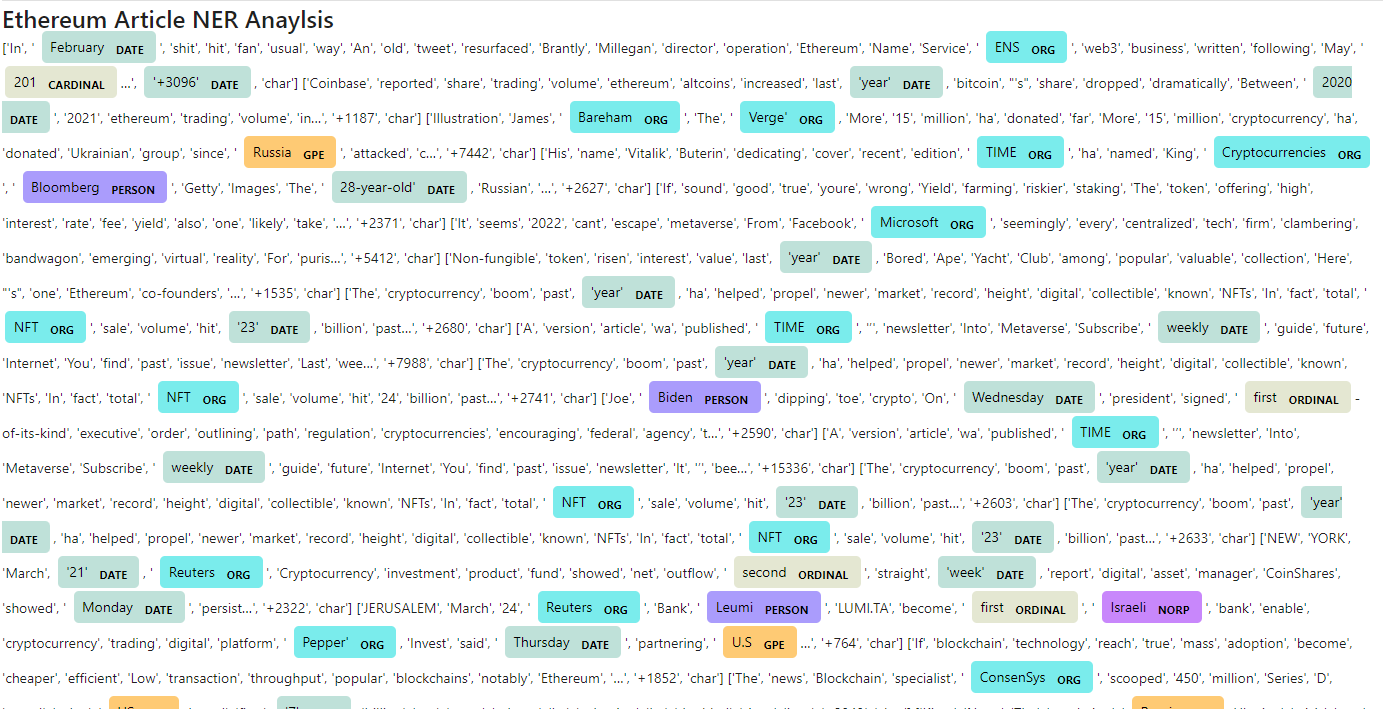 Ethereum Article NER Anaylsis
['In', ' February DATE ', 'shit', 'hit', 'fan', 'usual', 'way', 'An', 'old', 'tweet', 'resurfaced', 'Brantly', 'Millegan', 'director', 'operation', 'Ethereum', 'Name', 'Service', ' ENS ORG ', 'web3', 'business', 'written', 'following', 'May', '
201 CARDINAL …', '+3096' DATE , 'char'] ['Coinbase', 'reported', 'share', 'trading', 'volume', 'ethereum', 'altcoins', 'increased', 'last', 'year' DATE , 'bitcoin', "'s", 'share', 'dropped', 'dramatically', 'Between', ' 2020
DATE ', '2021', 'ethereum', 'trading', 'volume', 'in…', '+1187', 'char'] ['Illustration', 'James', ' Bareham ORG ', 'The', ' Verge' ORG , 'More', '15', 'million', 'ha', 'donated', 'far', 'More', '15', 'million', 'cryptocurrency', 'ha',
'donated', 'Ukrainian', 'group', 'since', ' Russia GPE ', 'attacked', 'c…', '+7442', 'char'] ['His', 'name', 'Vitalik', 'Buterin', 'dedicating', 'cover', 'recent', 'edition', ' TIME ORG ', 'ha', 'named', 'King', ' Cryptocurrencies ORG
', ' Bloomberg PERSON ', 'Getty', 'Images', 'The', ' 28-year-old' DATE , 'Russian', '…', '+2627', 'char'] ['If', 'sound', 'good', 'true', 'youre', 'wrong', 'Yield', 'farming', 'riskier', 'staking', 'The', 'token', 'offering', 'high',
'interest', 'rate', 'fee', 'yield', 'also', 'one', 'likely', 'take', '…', '+2371', 'char'] ['It', 'seems', '2022', 'cant', 'escape', 'metaverse', 'From', 'Facebook', ' Microsoft ORG ', 'seemingly', 'every', 'centralized', 'tech', 'firm', 'clambering',
'bandwagon', 'emerging', 'virtual', 'reality', 'For', 'puris…', '+5412', 'char'] ['Non-fungible', 'token', 'risen', 'interest', 'value', 'last', 'year' DATE , 'Bored', 'Ape', 'Yacht', 'Club', 'among', 'popular', 'valuable', 'collection', 'Here',
"'s", 'one', 'Ethereum', 'co-founders', '…', '+1535', 'char'] ['The', 'cryptocurrency', 'boom', 'past', 'year' DATE , 'ha', 'helped', 'propel', 'newer', 'market', 'record', 'height', 'digital', 'collectible', 'known', 'NFTs', 'In', 'fact', 'total', '
NFT ORG ', 'sale', 'volume', 'hit', '23' DATE , 'billion', 'past…', '+2680', 'char'] ['A', 'version', 'article', 'wa', 'published', ' TIME ORG ', '’', 'newsletter', 'Into', 'Metaverse', 'Subscribe', ' weekly DATE ', 'guide', 'future',
'Internet', 'You', 'find', 'past', 'issue', 'newsletter', 'Last', 'wee…', '+7988', 'char'] ['The', 'cryptocurrency', 'boom', 'past', 'year' DATE , 'ha', 'helped', 'propel', 'newer', 'market', 'record', 'height', 'digital', 'collectible', 'known',
'NFTs', 'In', 'fact', 'total', ' NFT ORG ', 'sale', 'volume', 'hit', '24', 'billion', 'past…', '+2741', 'char'] ['Joe', ' Biden PERSON ', 'dipping', 'toe', 'crypto', 'On', ' Wednesday DATE ', 'president', 'signed', ' first ORDINAL -
of-its-kind', 'executive', 'order', 'outlining', 'path', 'regulation', 'cryptocurrencies', 'encouraging', 'federal', 'agency', 't…', '+2590', 'char'] ['A', 'version', 'article', 'wa', 'published', ' TIME ORG ', '’', 'newsletter', 'Into',
'Metaverse', 'Subscribe', ' weekly DATE ', 'guide', 'future', 'Internet', 'You', 'find', 'past', 'issue', 'newsletter', 'It', '’', 'bee…', '+15336', 'char'] ['The', 'cryptocurrency', 'boom', 'past', 'year' DATE , 'ha', 'helped', 'propel',
'newer', 'market', 'record', 'height', 'digital', 'collectible', 'known', 'NFTs', 'In', 'fact', 'total', ' NFT ORG ', 'sale', 'volume', 'hit', '23' DATE , 'billion', 'past…', '+2603', 'char'] ['The', 'cryptocurrency', 'boom', 'past', 'year'
DATE , 'ha', 'helped', 'propel', 'newer', 'market', 'record', 'height', 'digital', 'collectible', 'known', 'NFTs', 'In', 'fact', 'total', ' NFT ORG ', 'sale', 'volume', 'hit', '23' DATE , 'billion', 'past…', '+2633', 'char'] ['NEW', 'YORK',
'March', '21' DATE , ' Reuters ORG ', 'Cryptocurrency', 'investment', 'product', 'fund', 'showed', 'net', 'outflow', ' second ORDINAL ', 'straight', 'week' DATE , 'report', 'digital', 'asset', 'manager', 'CoinShares',
'showed', ' Monday DATE ', 'persist…', '+2322', 'char'] ['JERUSALEM', 'March', '24', ' Reuters ORG ', 'Bank', ' Leumi PERSON ', 'LUMI.TA', 'become', ' first ORDINAL ', ' Israeli NORP ', 'bank', 'enable',
'cryptocurrency', 'trading', 'digital', 'platform', ' Pepper' ORG , 'Invest', 'said', ' Thursday DATE ', 'partnering', ' U.S GPE …', '+764', 'char'] ['If', 'blockchain', 'technology', 'reach', 'true', 'mass', 'adoption', 'become',
'cheaper', 'efficient', 'Low', 'transaction', 'throughput', 'popular', 'blockchains', 'notably', 'Ethereum', '…', '+1852', 'char'] ['The', 'news', 'Blockchain', 'specialist', ' ConsenSys ORG ', 'scooped', '450', 'million', 'Series', 'D',